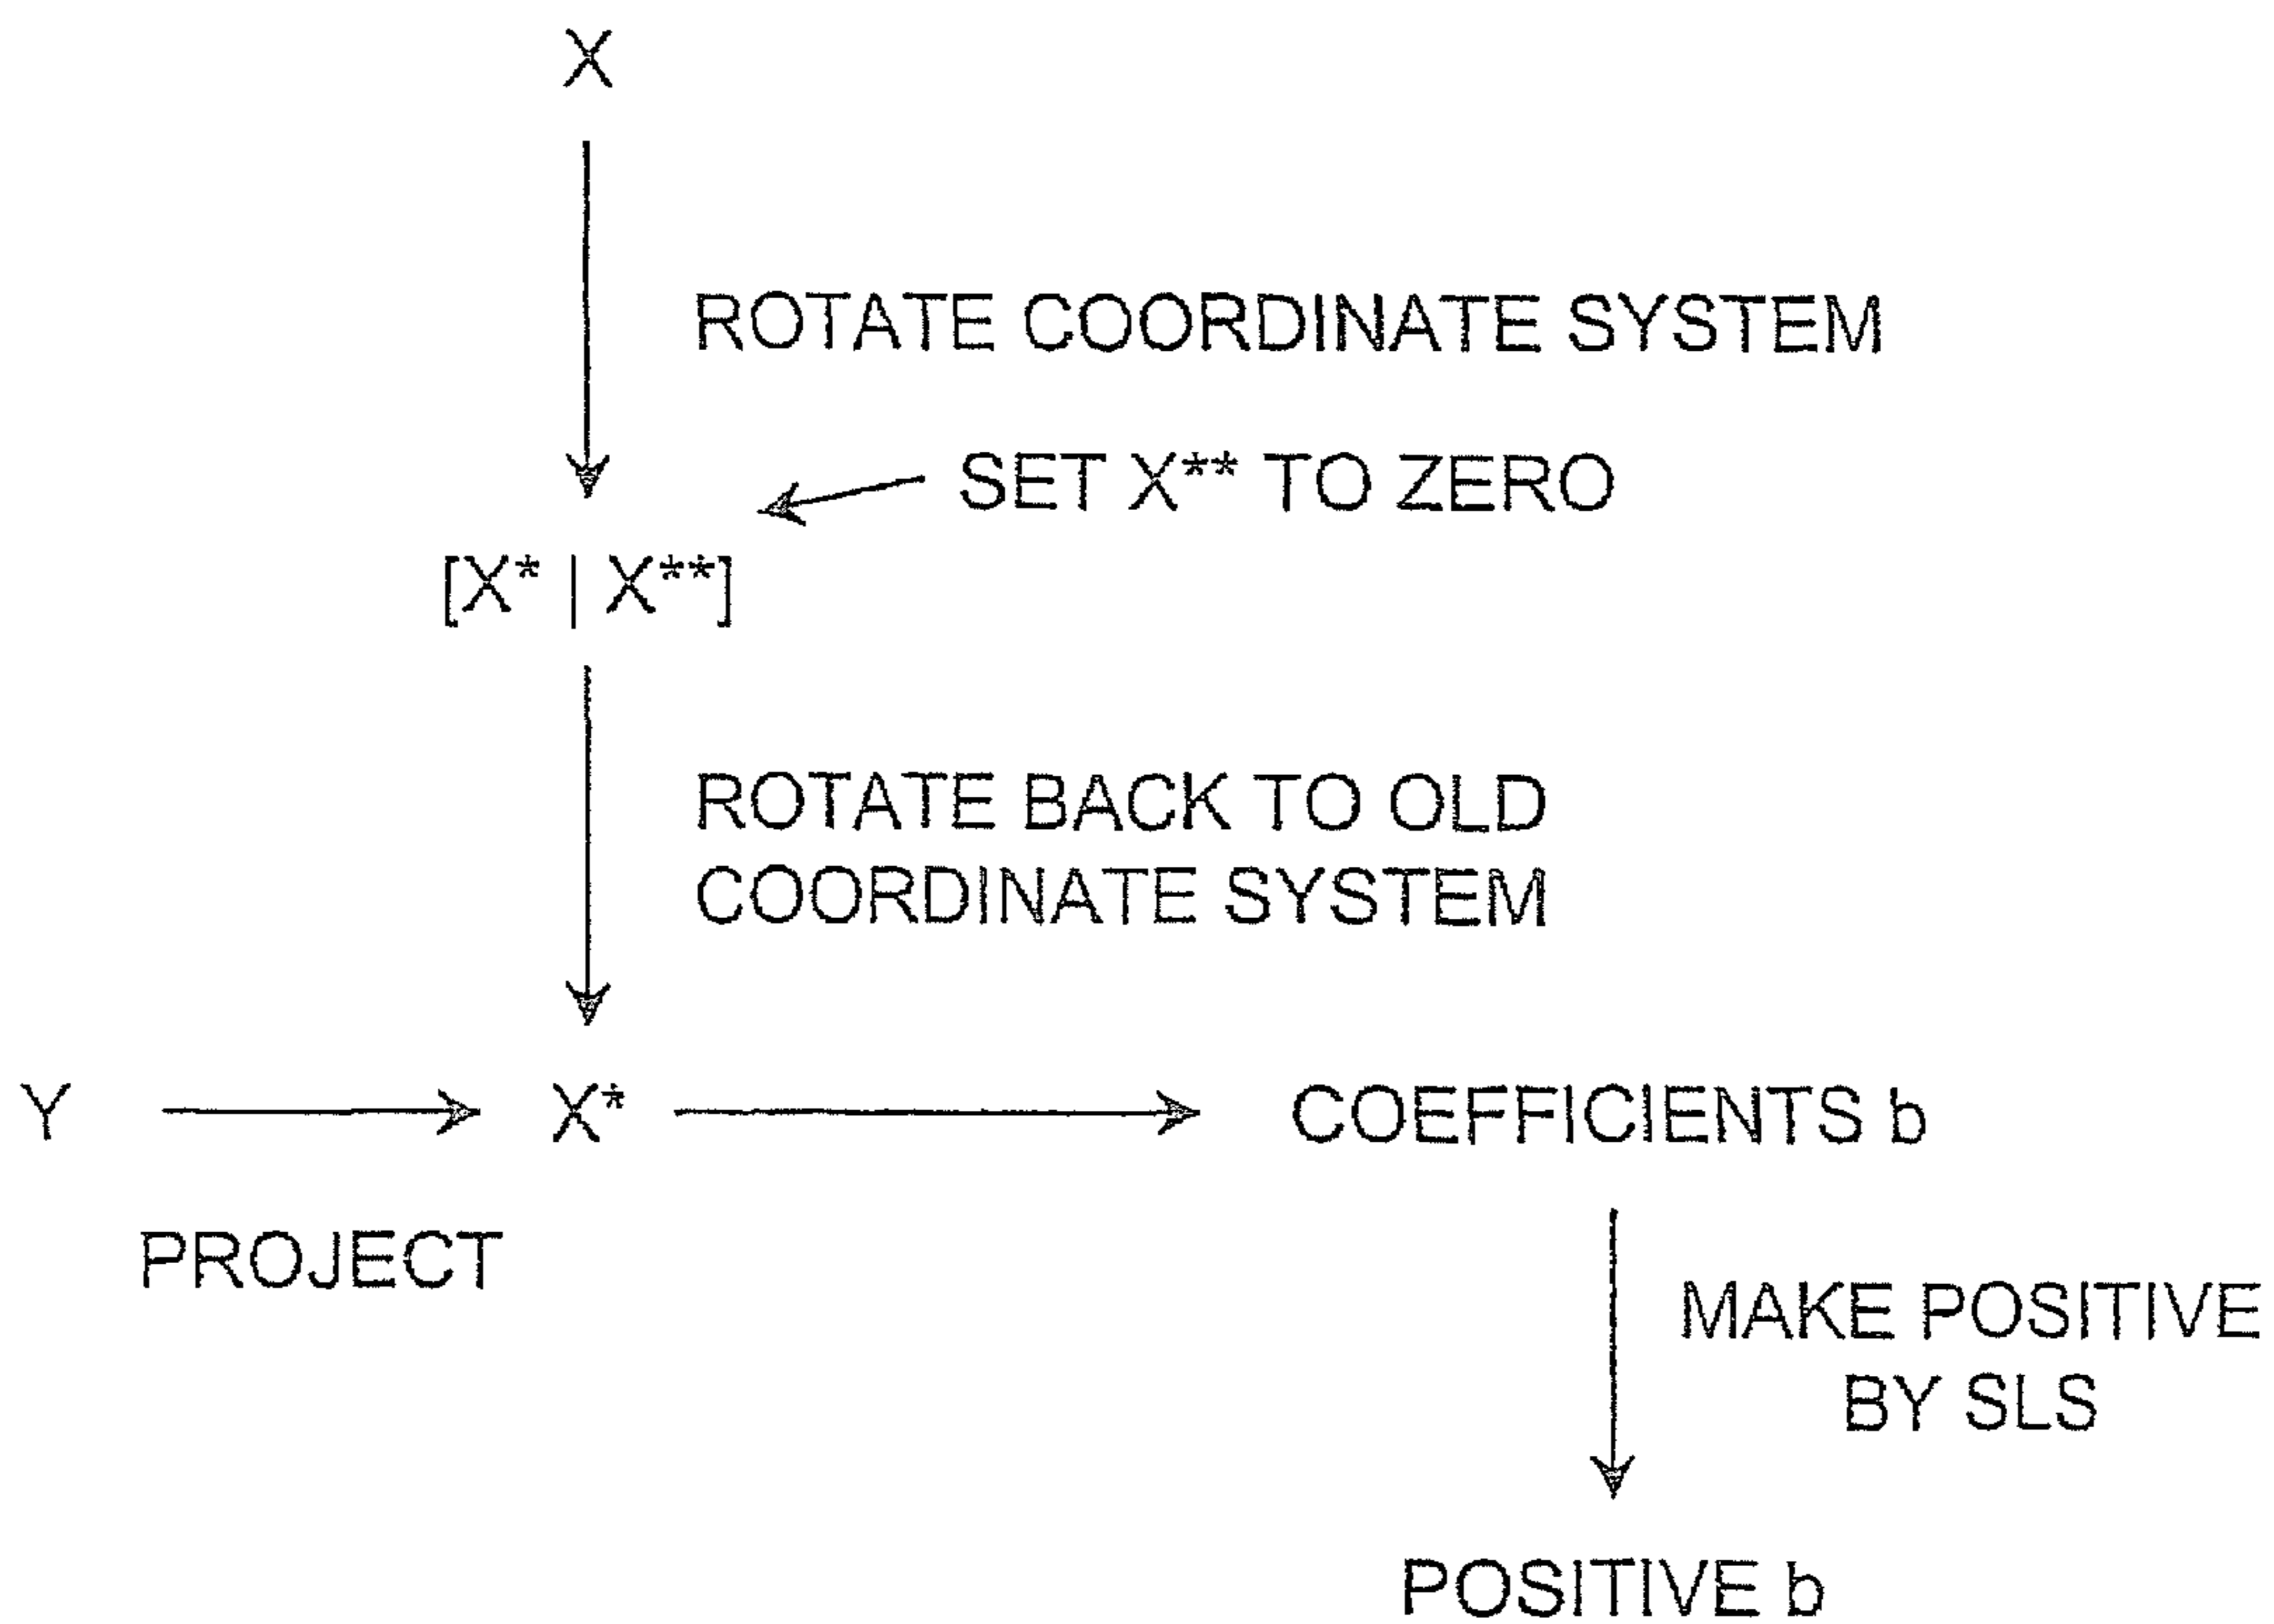 X
ROTATE COORDINATE SYSTEM
SET X** TO ZERO
[X* | X**]
ROTATE BACK TO OLD
COORDINATE SYSTEM
Y
X*
COEFFICIENTS b
PROJECT
MAKE POSITIVE
BY SLS
POSITIVE b